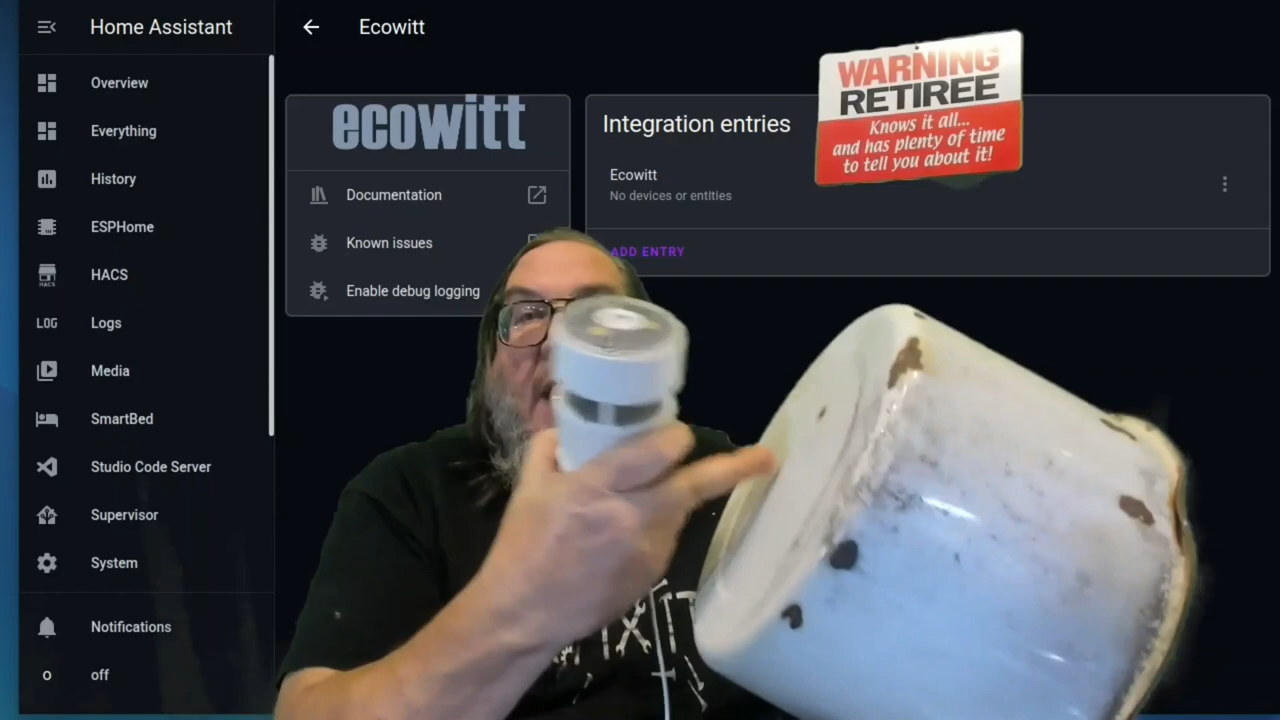 Home Assistant
Overview
Everything
History
ESPHome
HACS
HACS
LOG
Logs
Media
SmartBed
Studio Code Server
Supervisor
System
Notifications
o
off
Ecowitt
ecowitt
Documentation
Known issues
Enable debug logging
Integration entries
Ecowitt
No devices or entities
ADD ENTRY
WARNING
RETIREE
Knows it all...
and has plenty of time
to tell you about it!